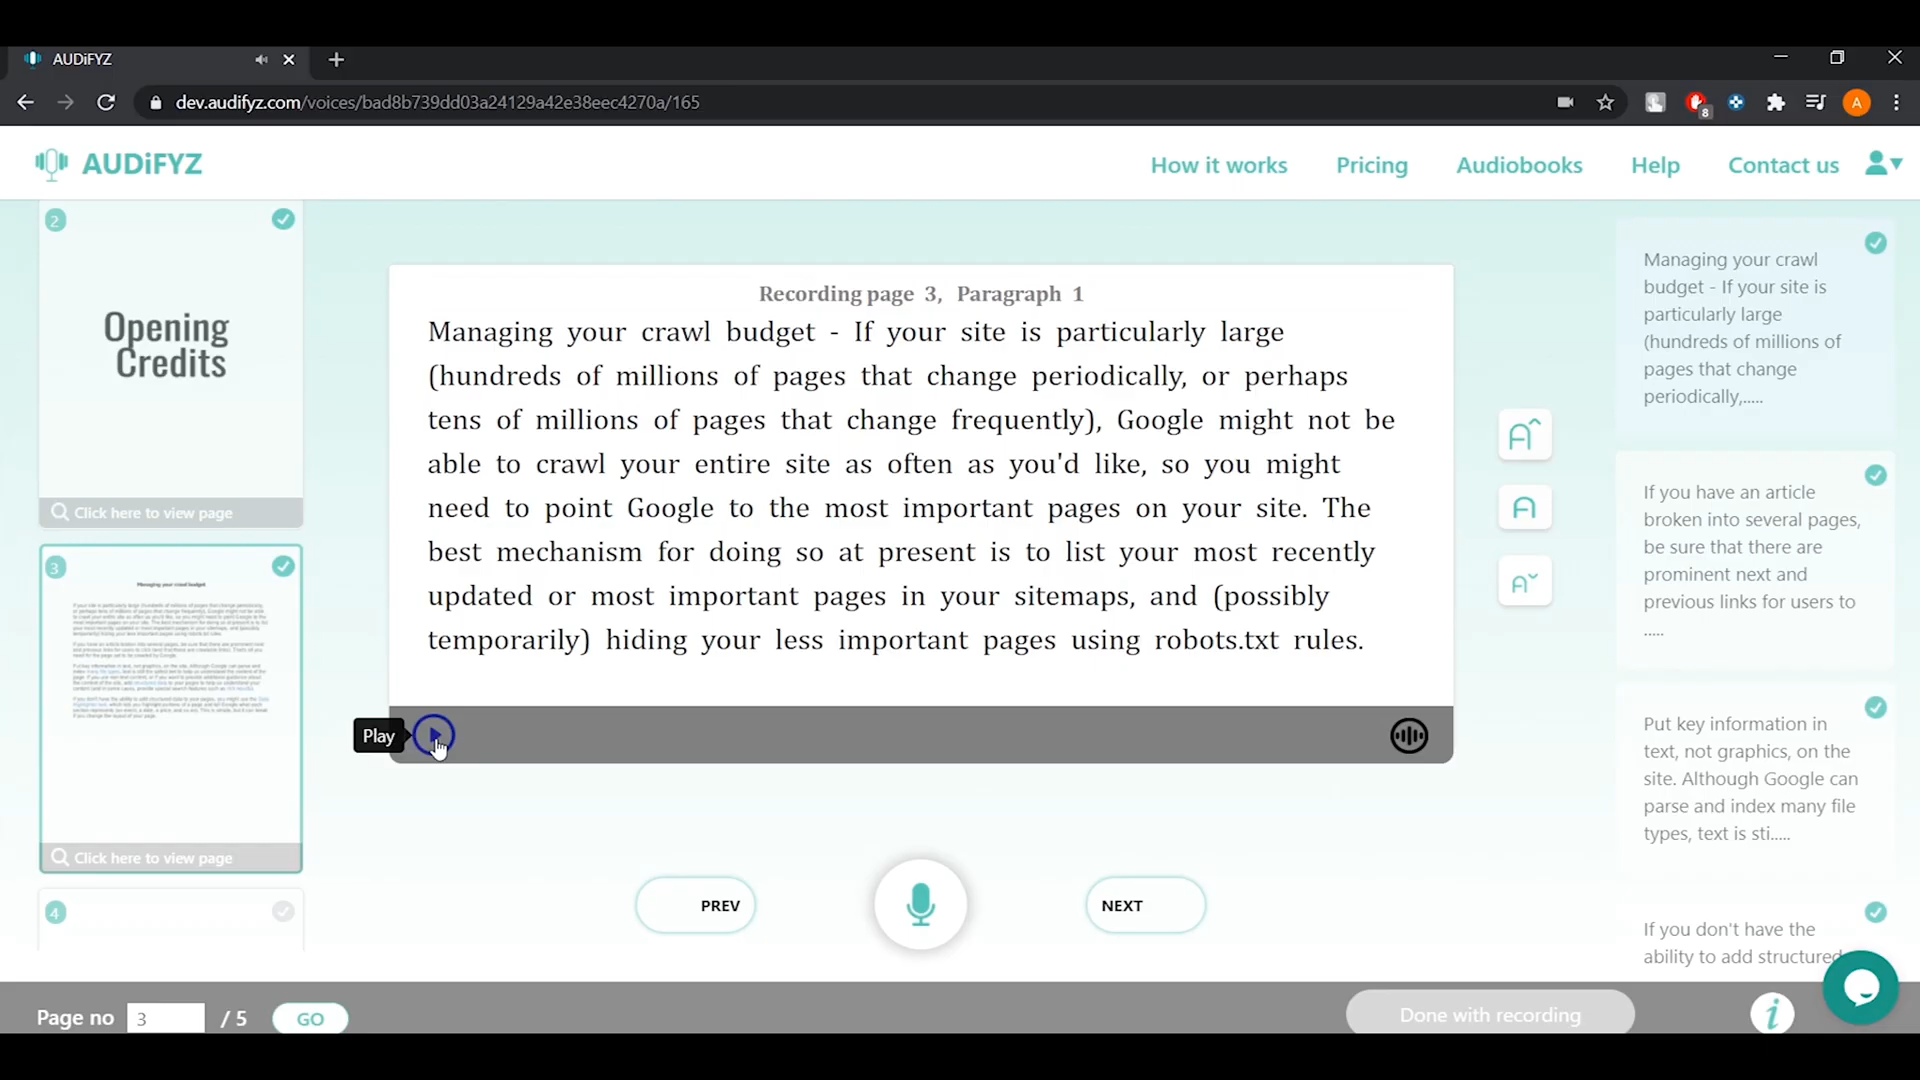 AUDiFYZ
dev.audifyz.com/voices/bad8b739dd03a24129a42e38eec4270a/165
8
A
AUDiFYZ
How it works
Pricing
Audiobooks
Help
Contact us
2
Opening
Credits
Click here to view page
3
Managing your crawl budget
Click here to view page
4
Recording page 3, Paragraph 1
Managing your crawl budget - If your site is particularly large
(hundreds of millions of pages that change periodically, or perhaps
tens of millions of pages that change frequently), Google might not be
able to crawl your entire site as often as you'd like, so you might
need to point Google to the most important pages on your site. The
best mechanism for doing so at present is to list your most recently
updated or most important pages in your sitemaps, and (possibly
temporarily) hiding your less important pages using robots.txt rules.
Play
PREV
NEXT
A
A
A
Managing your crawl
budget - If your site is
particularly large
(hundreds of millions of
pages that change
periodically,.....
If you have an article
broken into several pages,
be sure that there are
prominent next and
previous links for users to
.....
Put key information in
text, not graphics, on the
site. Although Google can
parse and index many file
types, text is sti.....
If you don't have the
ability to add structured
Page no 3 / 5 GO
Done with recording
i